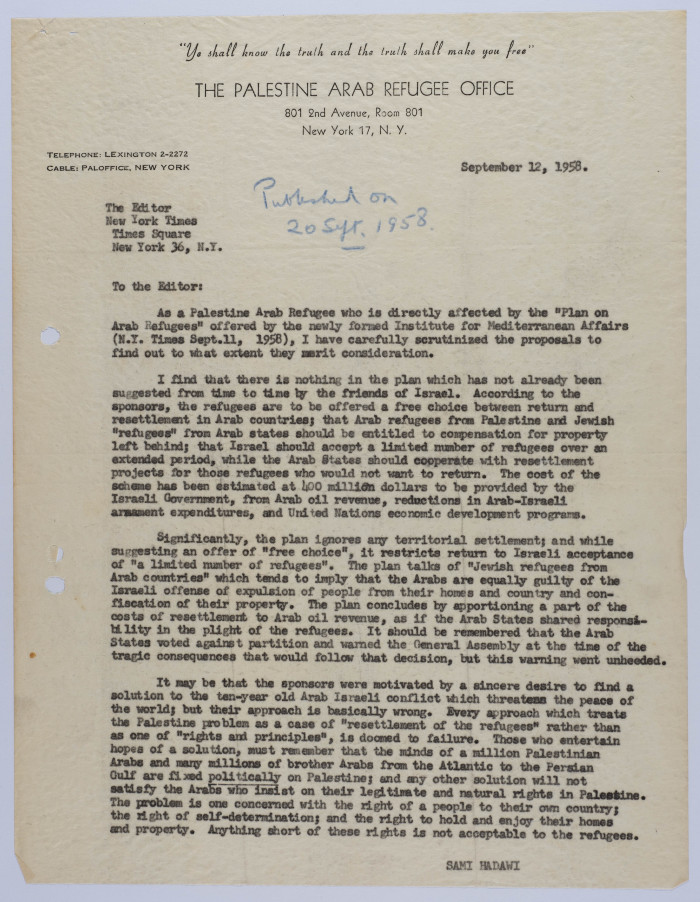 "Ye shall know the truth and the truth shall make you free"
THE PALESTINE ARAB REFUGEE OFFICE
801 2nd Avenue, Room 801
New York 17, N. Y.
TELEPHONE: LEXINGTON 2-2272
CABLE: PALOFFICE, NEW YORK
September 12, 1958.
Published on
20 Sept. 1958.
The Editor
New York Times
Times Square
New York 36, N.Y.
To the Editor:
As a Palestine Arab Refugee who is directly affected by the "Plan on
Arab Refugees" offered by the newly formed Institute for Mediterranean Affairs
(N.Y. Times Sept.11, 1958), I have carefully scrutinized the proposals to
find out to what extent they merit consideration.
I find that there is nothing in the plan which has not already been
suggested from time to time by the friends of Israel. According to the
sponsors, the refugees are to be offered a free choice between return and
resettlement in Arab countries; that Arab refugees from Palestine and Jewish
"refugees" from Arab states should be entitled to compensation for property
left behind; that Israel should accept a limited number of refugees over an
extended period, while the Arab States should cooperate with resettlement
projects for those refugees who would not want to return. The cost of the
scheme has been estimated at 400 million dollars to be provided by the
Israeli Government, from Arab oil revenue, reductions in Arab-Israeli
armament expenditures, and United Nations economic development programs.
Significantly, the plan ignores any territorial settlement; and while
suggesting an offer of "free choice", it restricts return to Israeli acceptance
of "a limited number of refugees". The plan talks of "Jewish refugees from
Arab countries" which tends to imply that the Arabs are equally guilty of the
Israeli offense of expulsion of people from their homes and country and con-
fiscation of their property. The plan concludes by apportioning a part of the
costs of resettlement to Arab oil revenue, as if the Arab States shared responsi-
bility in the plight of the refugees. It should be remembered that the Arab
States voted against partition and warned the General Assembly at the time of the
tragic consequences that would follow that decision, but this warning went unheeded.
It may be that the sponsors were motivated by a sincere desire to find a
solution to the ten-year old Arab Israeli conflict which threatens the peace of
the world; but their approach is basically wrong. Every approach which treats
the Palestine problem as a case of "resettlement of the refugees" rather than
as one of "rights and principles", is doomed to failure. Those who entertain
hopes of a solution, must remember that the minds of a million Palestinian
Arabs and many millions of brother Arabs from the Atlantic to the Persian
Gulf are fixed politically on Palestine; and any other solution will not
satisfy the Arabs who insist on their legitimate and natural rights in Palestine.
The problem is one concerned with the right of a people to their own country;
the right of self-determination; and the right to hold and enjoy their homes
and property. Anything short of these rights is not acceptable to the refugees.
SAMI HADAWI